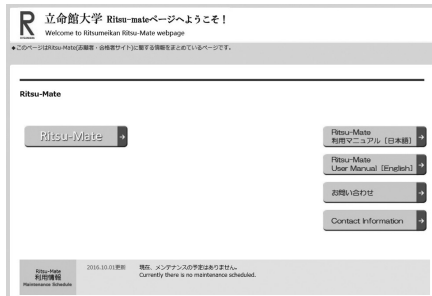 R 立命館大学 Ritsu-mateページへようこそ！
RITSUMEIKAN Welcome to Ritsumeikan Ritsu-Mate webpage
◆このページはRitsu-Mate(志願者・合格者サイト)に関する情報をまとめているページです。
Ritsu-Mate
Ritsu-Mate
Ritsu-Mate
利用マニュアル [日本語]
Ritsu-Mate
User Manual [English]
お問い合わせ
Contact Information
Ritsu-Mate
利用情報
Maintenance Schedule
2016.10.01更新
現在、メンテナンスの予定はありません。
Currently there is no maintenance scheduled.